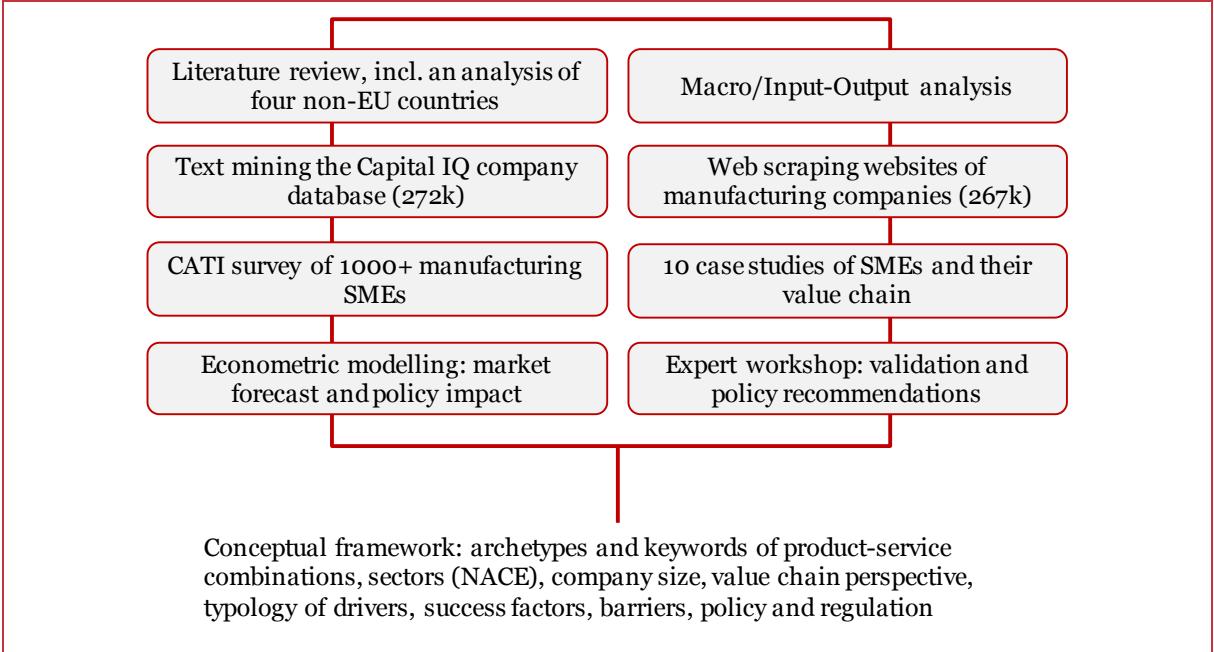 Literature review, incl. an analysis of
four non-EU countries
Macro/Input-Output analysis
Text mining the Capital IQ company
database (272k)
Web scraping websites of
manufacturing companies (267k)
CATI survey of 1000+ manufacturing
SMEs
10 case studies of SMEs and their
value chain
Econometric modelling: market
forecast and policy impact
Expert workshop: validation and
policy recommendations
Conceptual framework: archetypes and keywords of product-service
combinations, sectors (NACE), company size, value chain perspective,
typology of drivers, success factors, barriers, policy and regulation